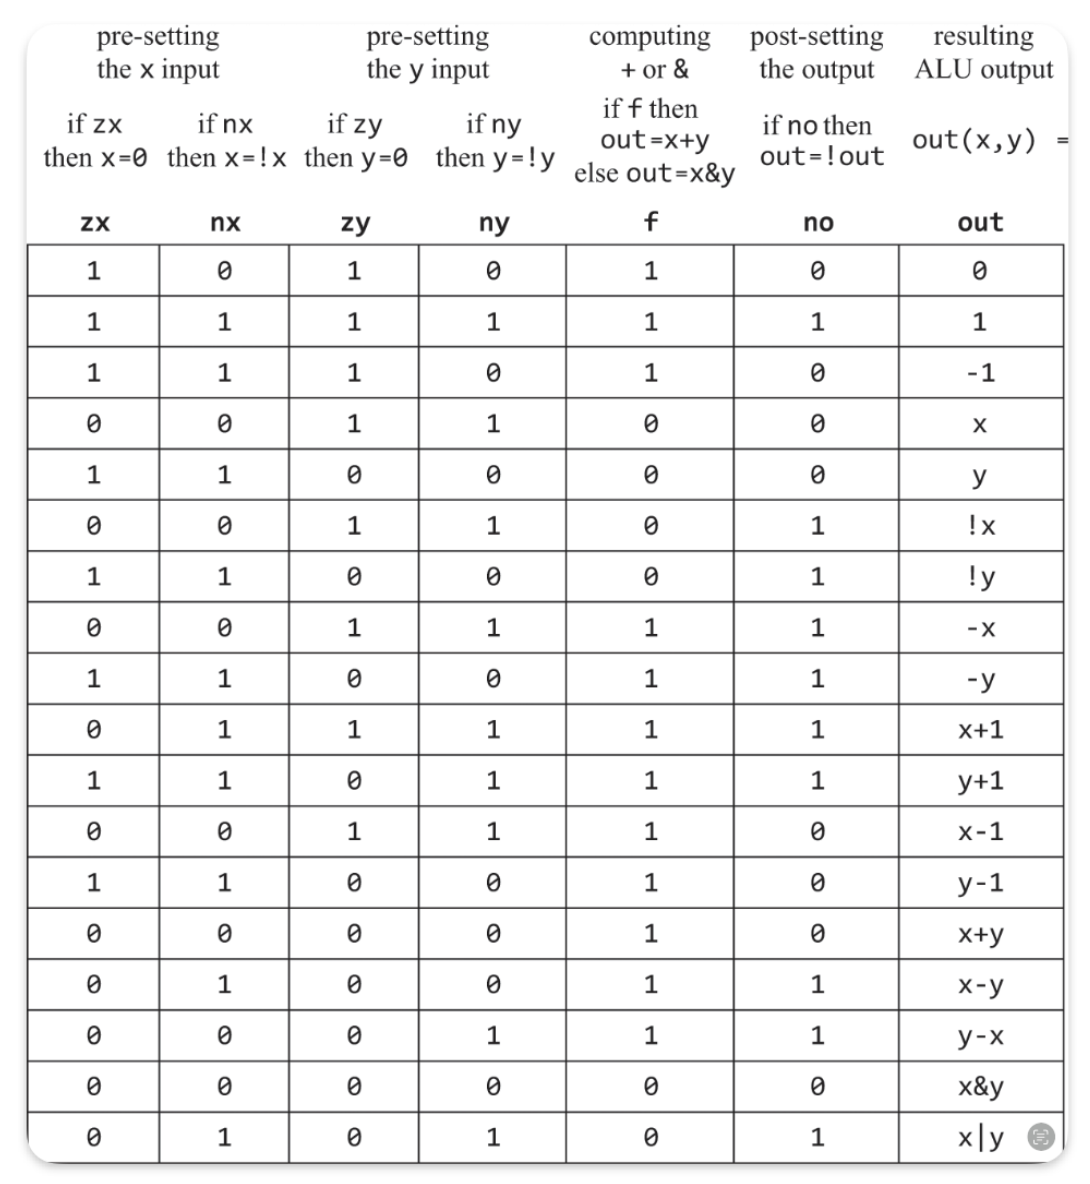 pre-setting the x input pre-setting the y input computing + or & post-setting the output resulting ALU output
if zx then x=0 if nx then x=!x if zy then y=0 if ny then y=!y if f then out=x+y else out=x&y if no then out=!out out(x,y) =
zx nx zy ny f no out
1 0 1 0 1 0 0
1 1 1 1 1 1 1
1 1 1 0 1 0 -1
0 0 1 1 0 0 x
1 1 0 0 0 0 y
0 0 1 1 0 1 !x
1 1 0 0 0 1 !y
0 0 1 1 1 1 -x
1 1 0 0 1 1 -y
0 1 1 1 1 1 x+1
1 1 0 1 1 1 y+1
0 0 1 1 1 0 x-1
1 1 0 0 1 0 y-1
0 0 0 0 1 0 x+y
0 1 0 0 1 1 x-y
0 0 0 1 1 1 y-x
0 0 0 0 0 0 x&y
0 1 0 1 0 1 x|y